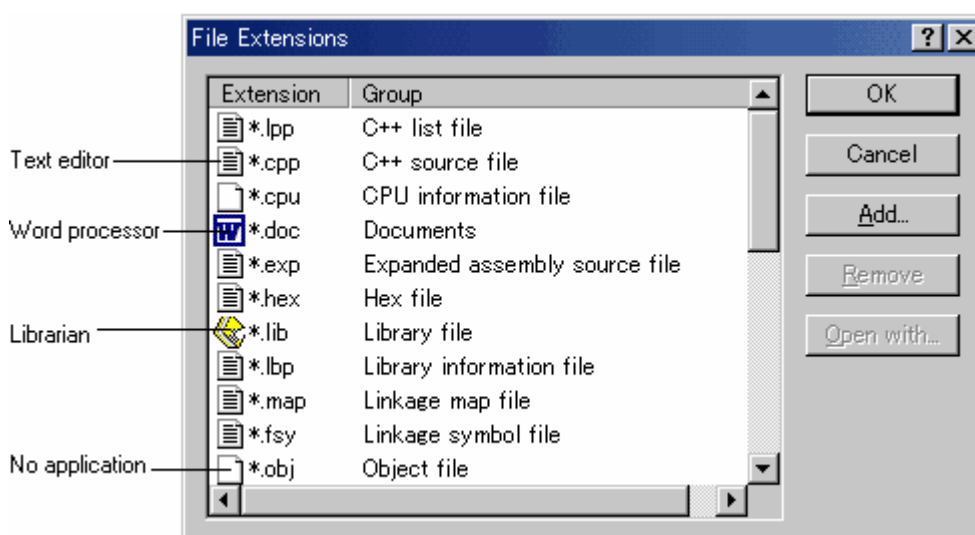 File Extensions
Extension Group
*.lpp C++ list file
Text editor *.cpp C++ source file
*.cpu CPU information file
Word processor *.doc Documents
*.exp Expanded assembly source file
*.hex Hex file
Librarian *.lib Library file
*.lbp Library information file
*.map Linkage map file
*.fsy Linkage symbol file
No application *.obj Object file
OK
Cancel
Add...
Remove
Open with...